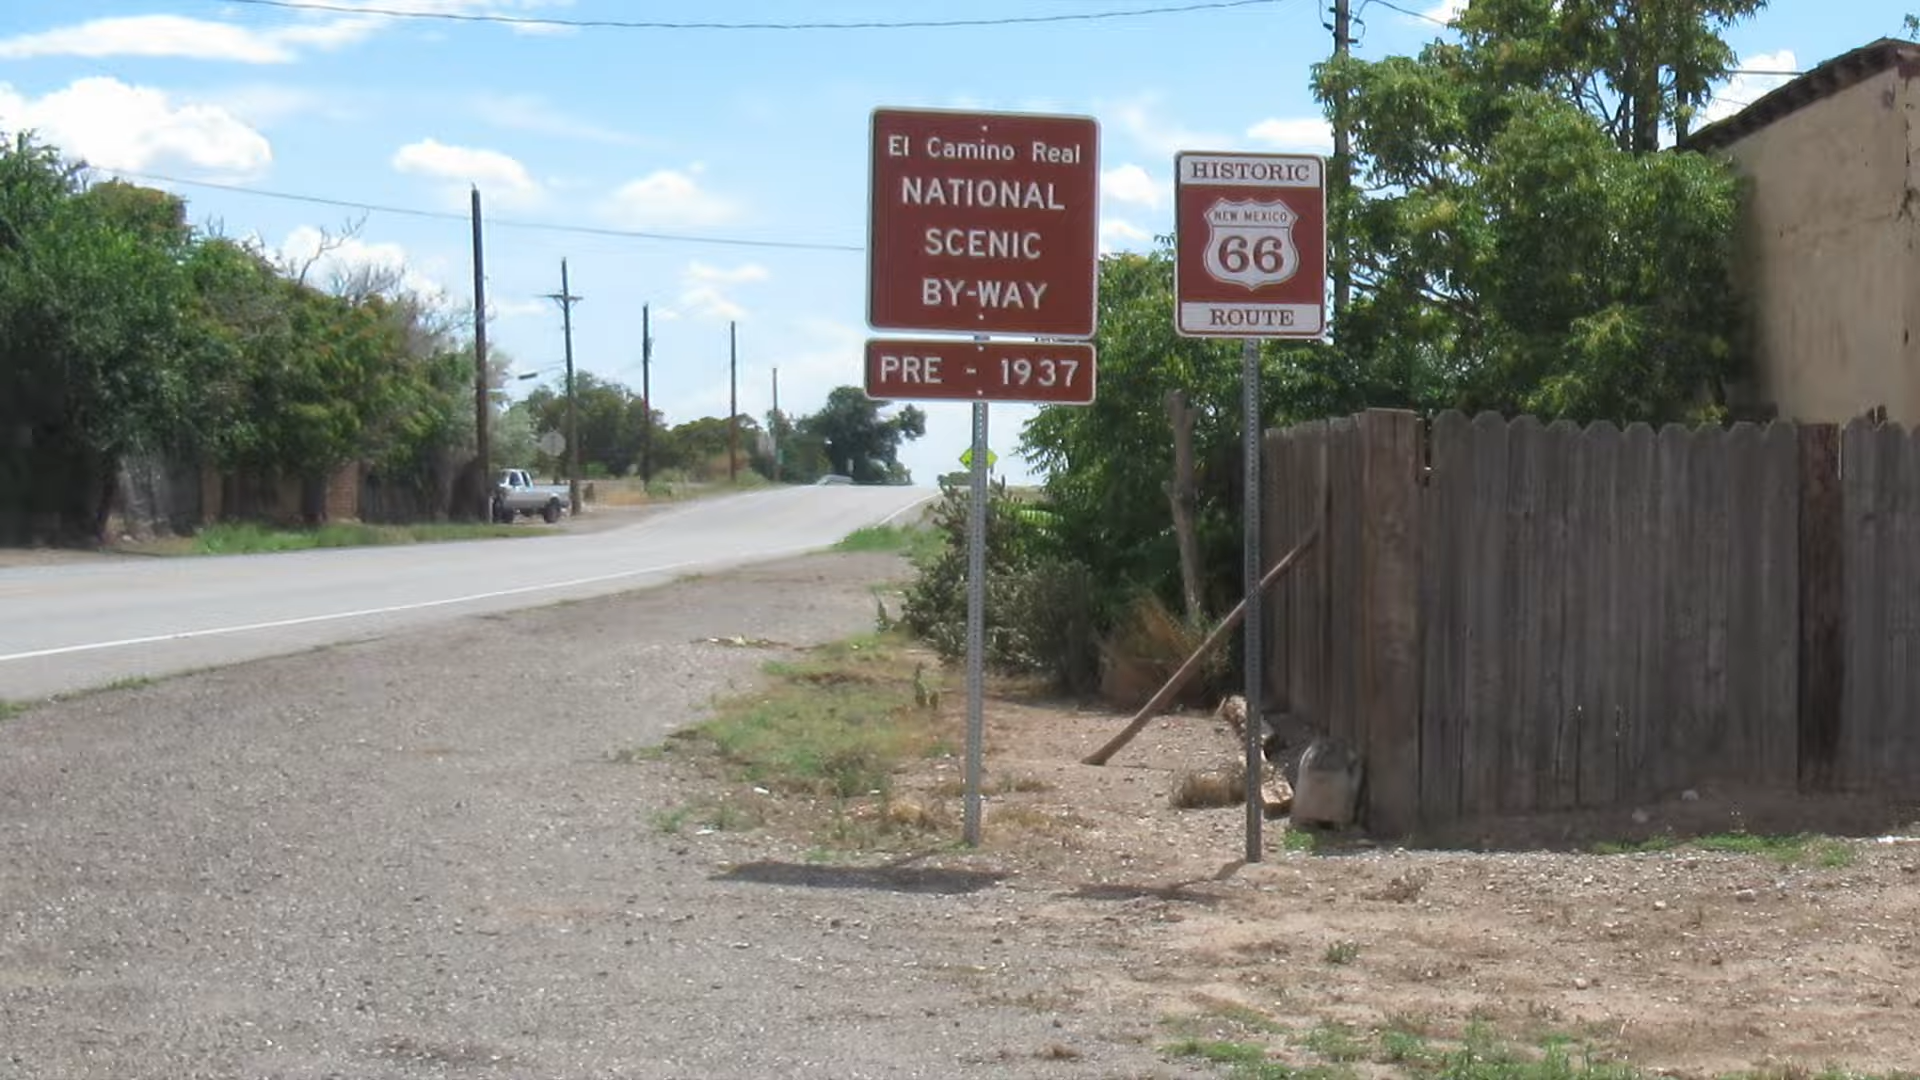 El Camino Real
NATIONAL
SCENIC
BY-WAY
PRE - 1937
HISTORIC
NEW MEXICO
66
ROUTE